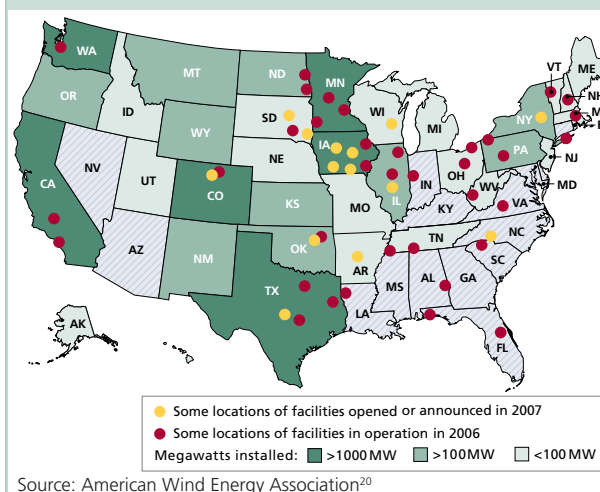 WA
MT
ND
MN
VT
ME
NH
OR
ID
SD
WI
MI
NY
WY
IA
PA
NE
NJ
NV
UT
CO
IL
IN
OH
WV
MD
CA
KS
MO
KY
VA
AZ
NM
OK
AR
TN
NC
SC
TX
MS
AL
GA
LA
AK
FL
Some locations of facilities opened or announced in 2007
Some locations of facilities in operation in 2006
Megawatts installed: >1000 MW >100 MW <100 MW
Source: American Wind Energy Association20